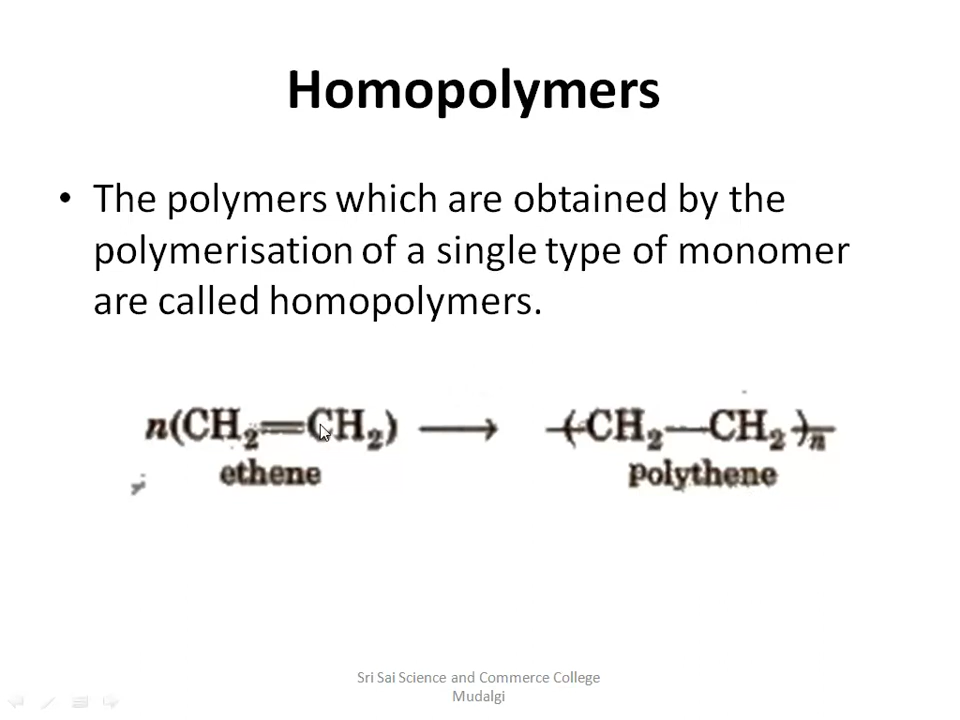 Homopolymers
• The polymers which are obtained by the
polymerisation of a single type of monomer
are called homopolymers.
n(CH₂=CH₂) ⟶ -(CH₂—CH₂)-ₙ
ethene polythene
Sri Sai Science and Commerce College
Mudalgi